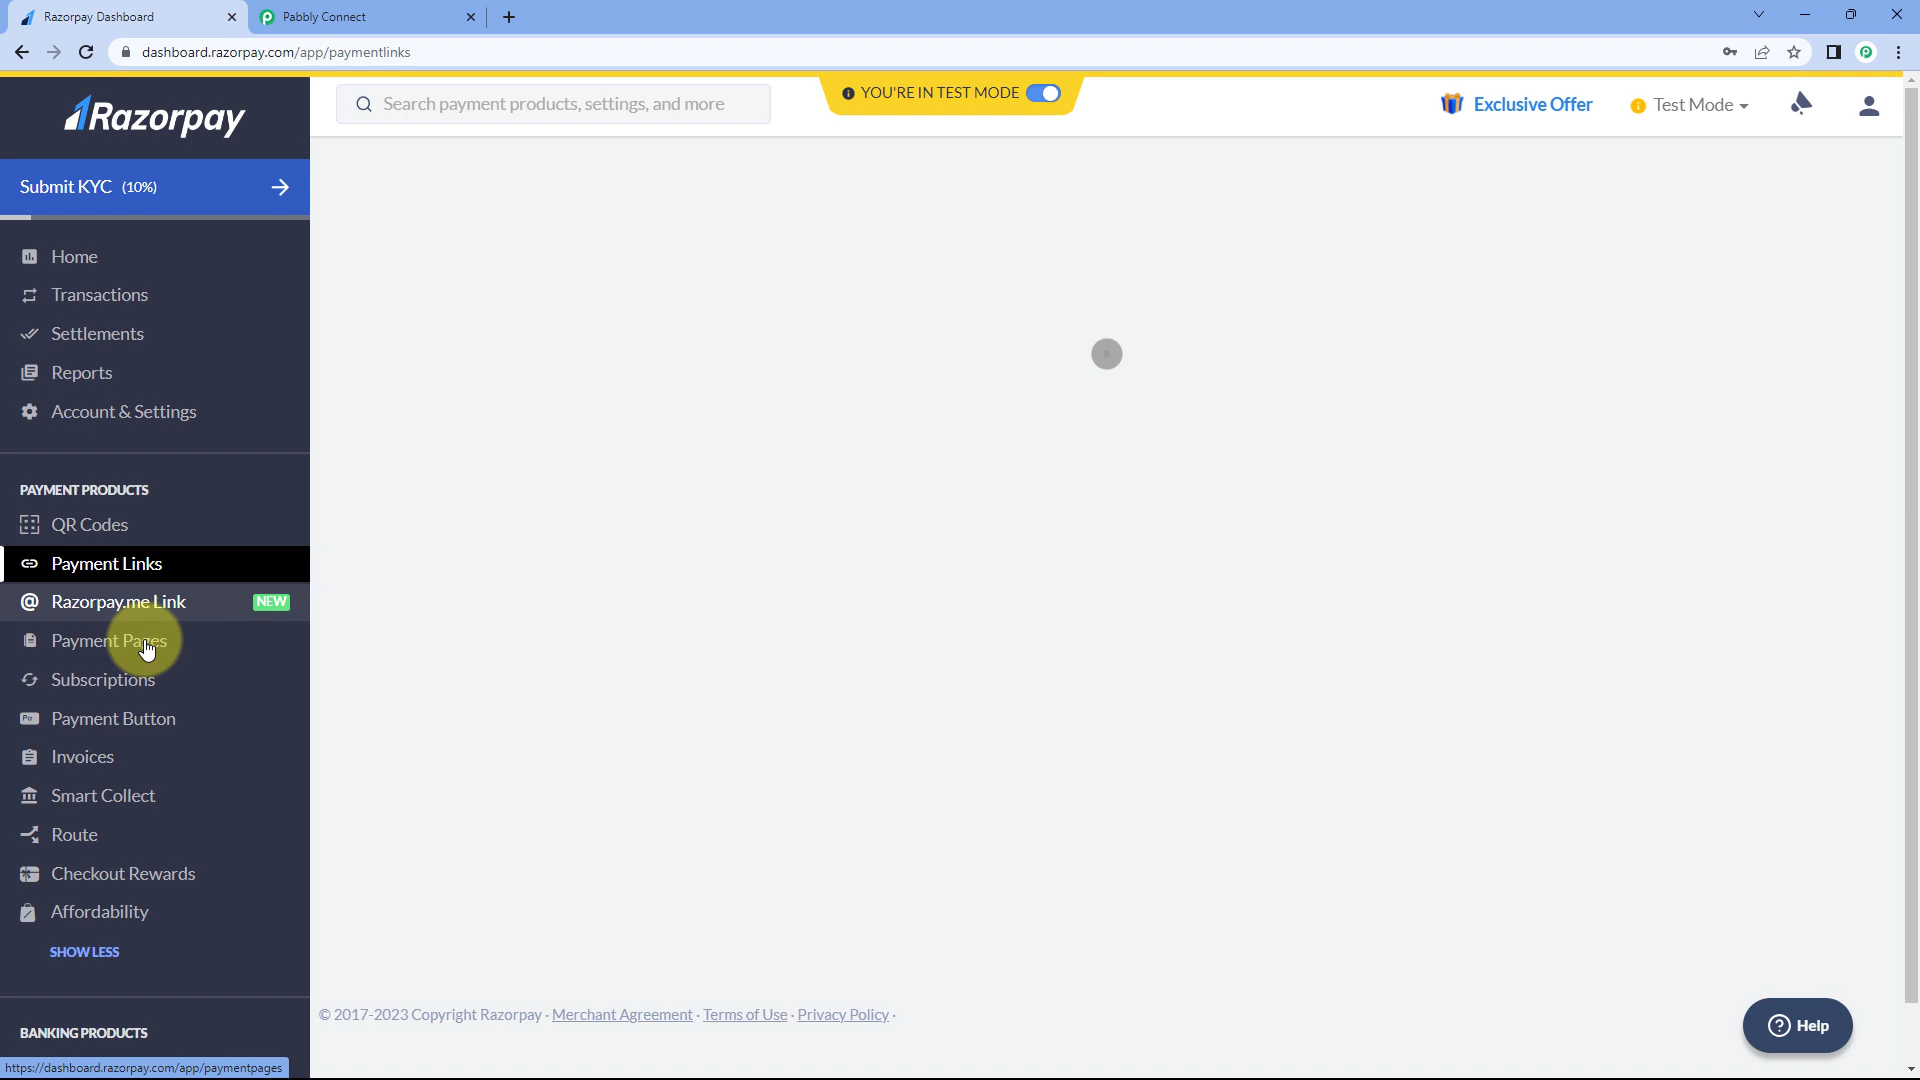 Razorpay Dashboard
Pabbly Connect
dashboard.razorpay.com/app/paymentlinks
Razorpay
Search payment products, settings, and more
YOU'RE IN TEST MODE
Exclusive Offer
Test Mode
Submit KYC (10%)
Home
Transactions
Settlements
Reports
Account & Settings
PAYMENT PRODUCTS
QR Codes
Payment Links
Razorpay.me Link NEW
Payment Pages
Subscriptions
Payment Button
Invoices
Smart Collect
Route
Checkout Rewards
Affordability
SHOW LESS
BANKING PRODUCTS
© 2017-2023 Copyright Razorpay · Merchant Agreement · Terms of Use · Privacy Policy ·
Help
https://dashboard.razorpay.com/app/paymentpages